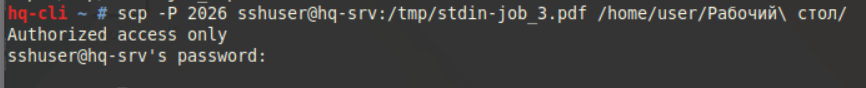 hq-cli ~ # scp -P 2026 sshuser@hq-srv:/tmp/stdin-job_3.pdf /home/user/Рабочий\ стол/
Authorized access only
sshuser@hq-srv's password: